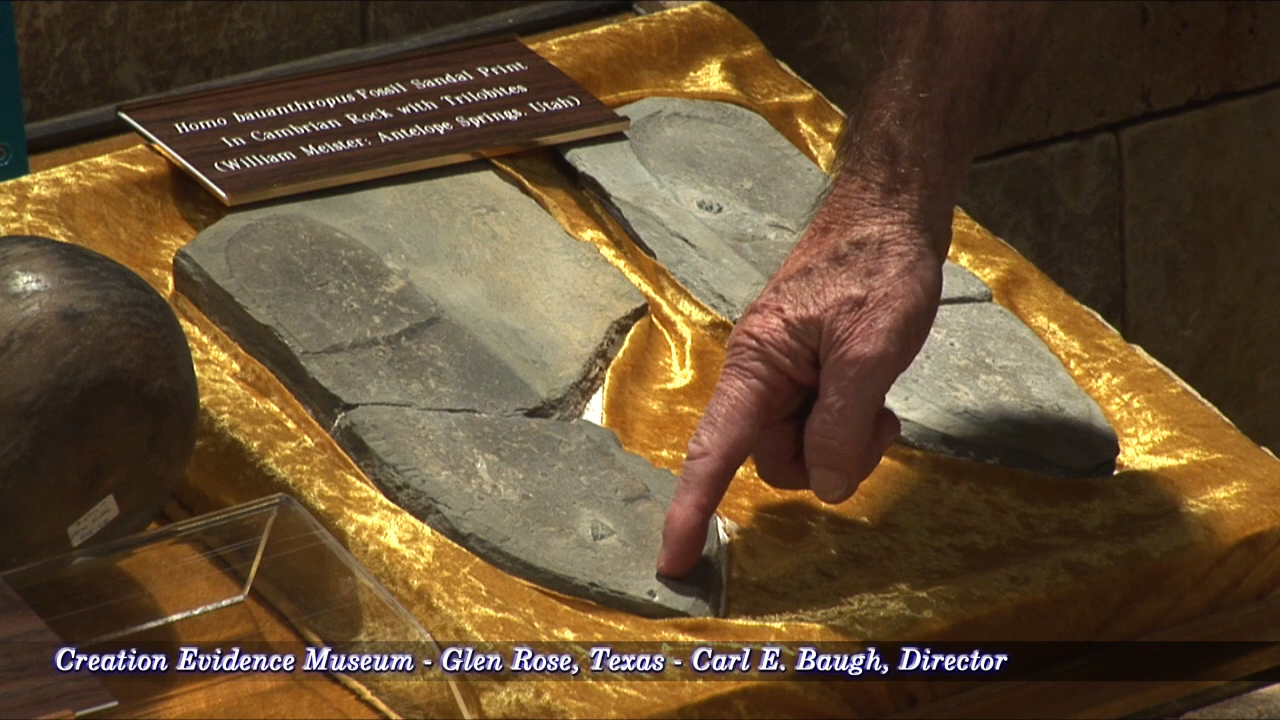 Homo bauanthropus Fossil Sandal Print
In Cambrian Rock with Trilobites
(William Meister: Antelope Springs, Utah)
Creation Evidence Museum - Glen Rose, Texas - Carl E. Baugh, Director